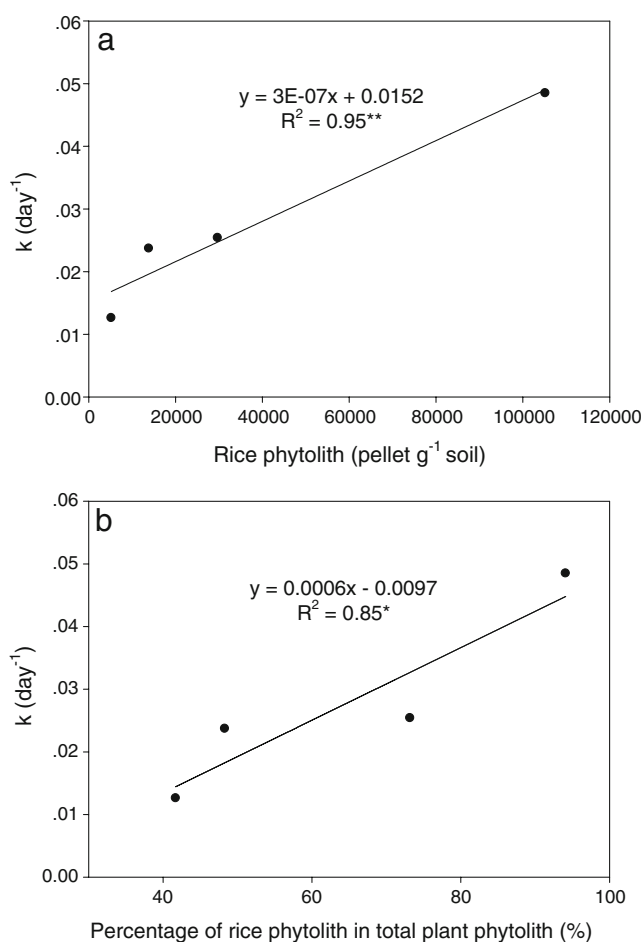 a
y = 3E-07x + 0.0152
R² = 0.95**
k (day⁻¹)
.06
.05
.04
.03
.02
.01
0.00
0 20000 40000 60000 80000 100000 120000
Rice phytolith (pellet g⁻¹ soil)
b
y = 0.0006x - 0.0097
R² = 0.85*
k (day⁻¹)
.06
.05
.04
.03
.02
.01
0.00
40 60 80 100
Percentage of rice phytolith in total plant phytolith (%)